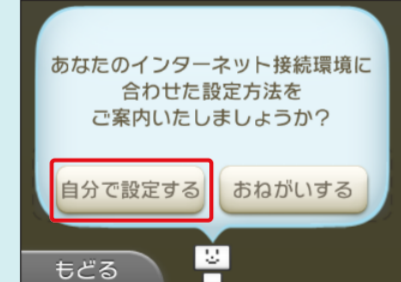 あなたのインターネット接続環境に
合わせた設定方法を
ご案内いたしましょうか?
自分で設定する おねがいする
もどる